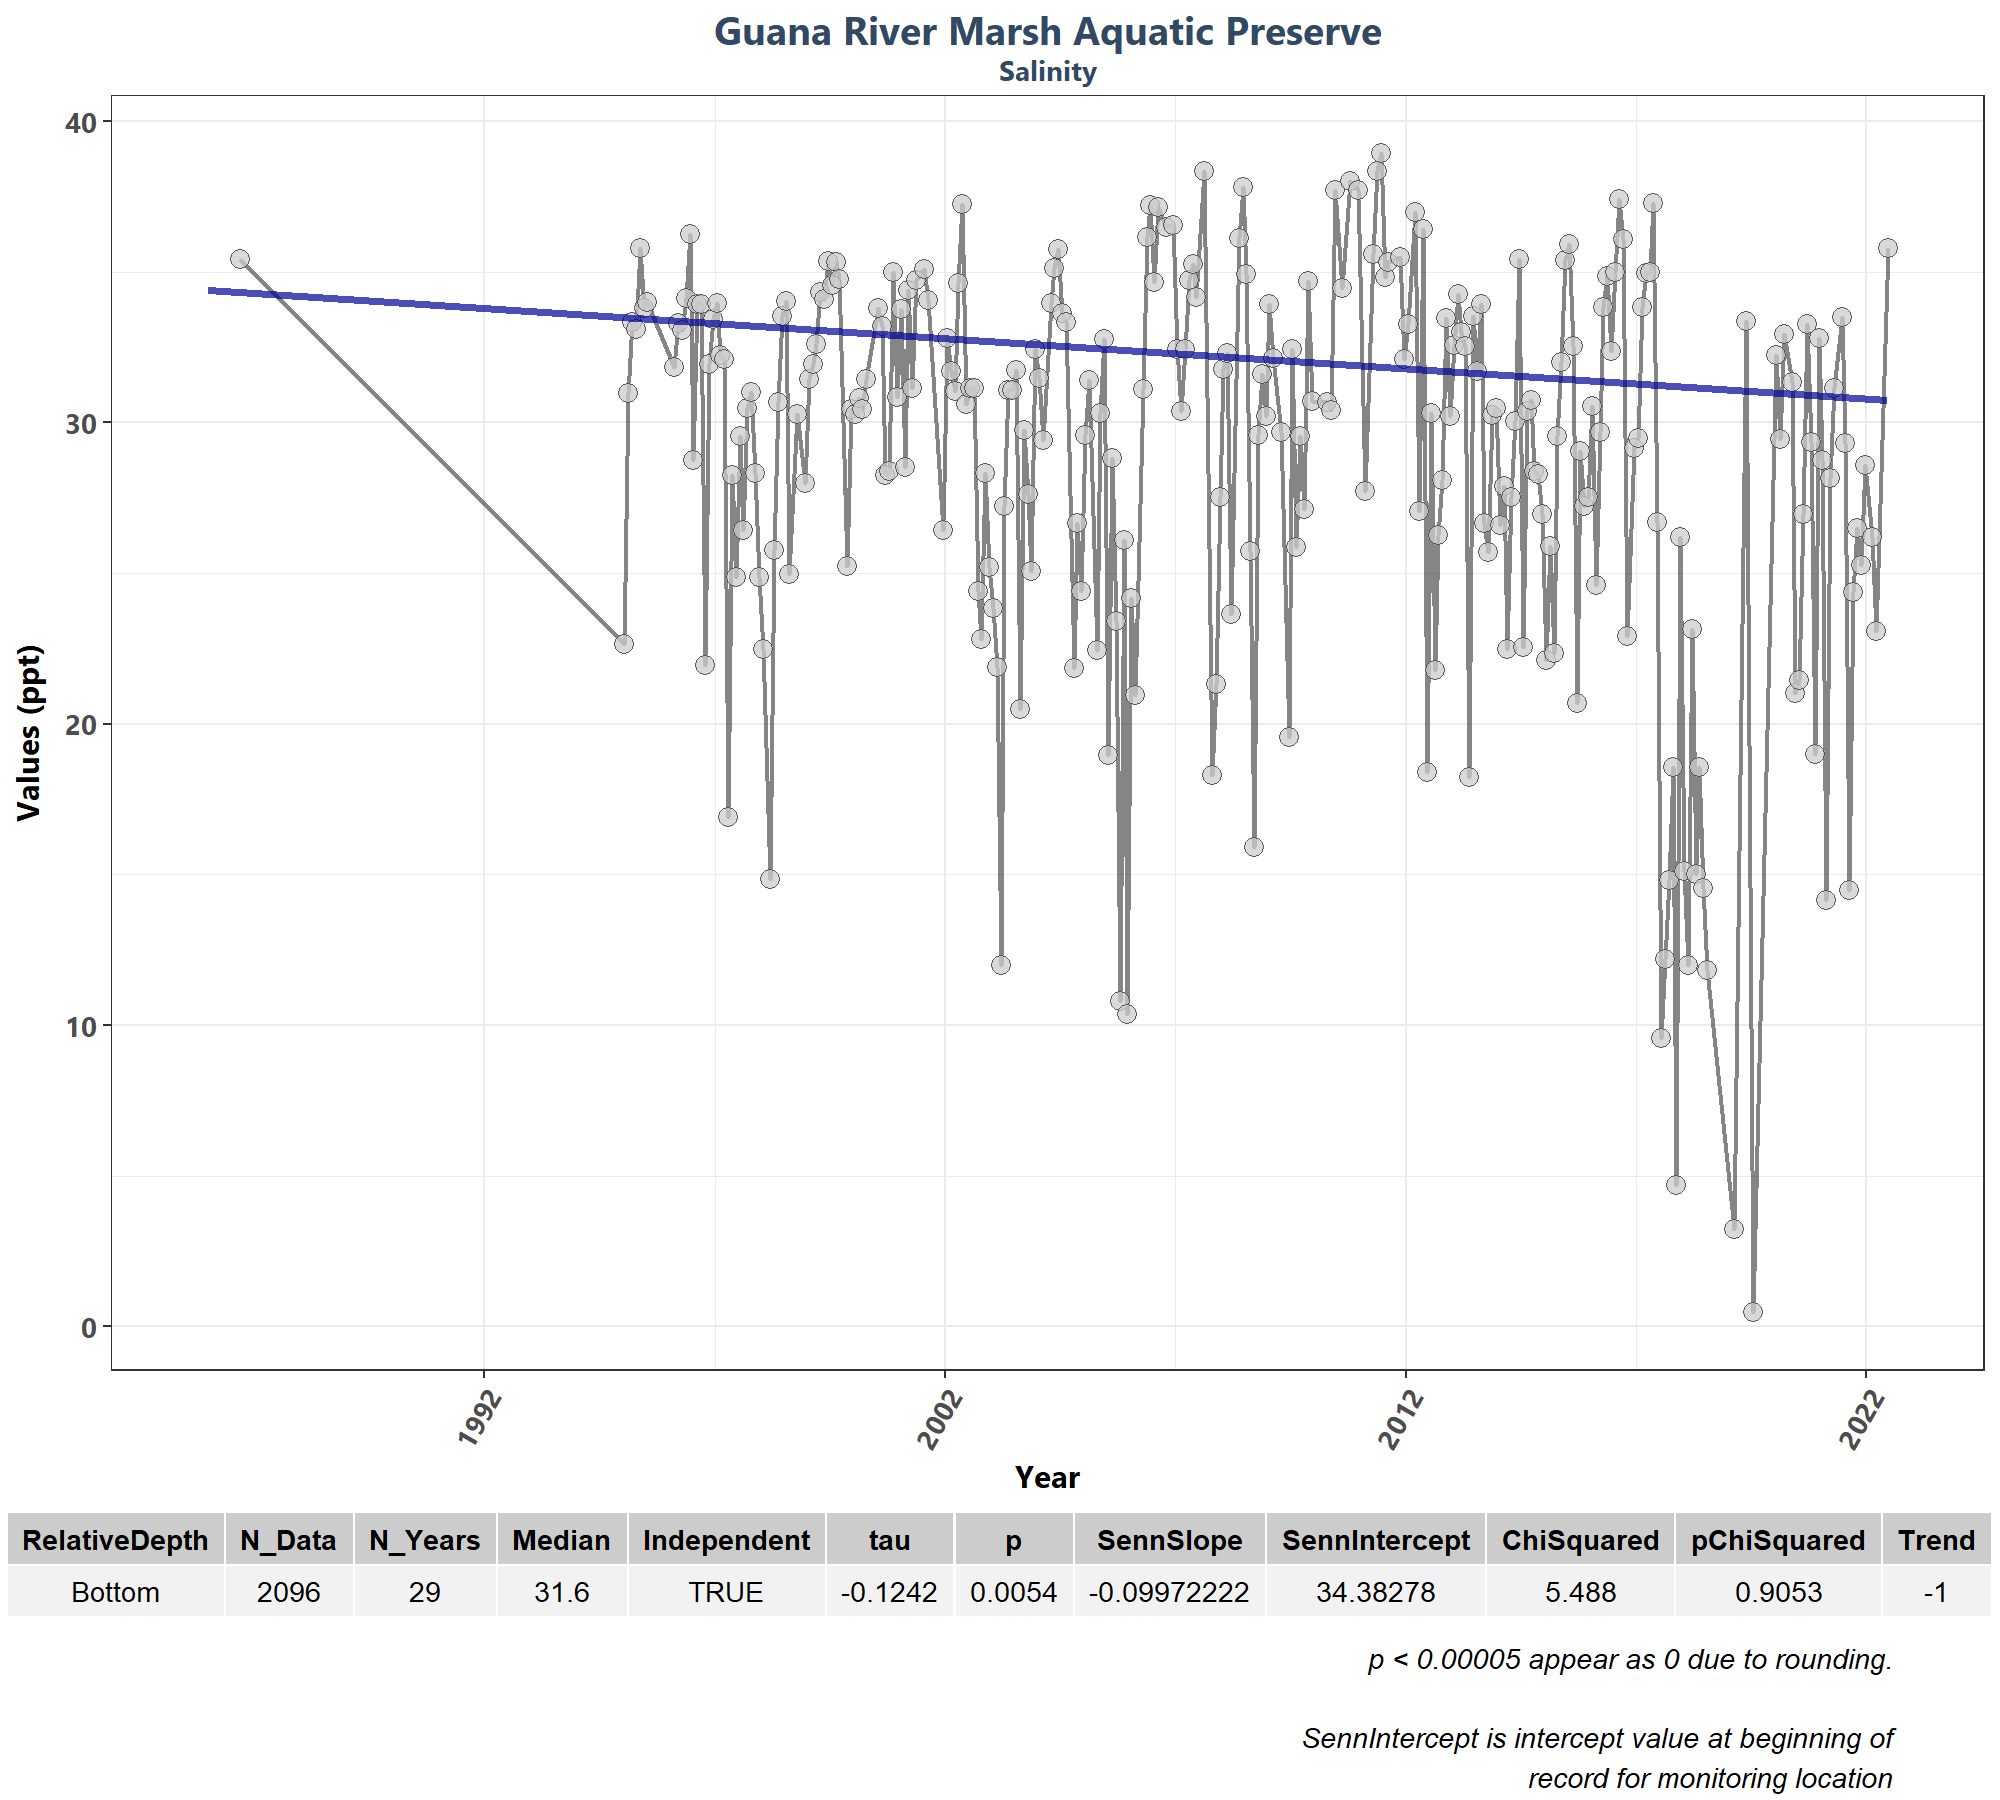 Guana River Marsh Aquatic Preserve
Salinity
40
30
20
10
0
Values (ppt)
1992 2002 2012 2022
Year
RelativeDepth N_Data N_Years Median Independent tau p SennSlope SennIntercept ChiSquared pChiSquared Trend
Bottom 2096 29 31.6 TRUE -0.1242 0.0054 -0.09972222 34.38278 5.488 0.9053 -1
p < 0.00005 appear as 0 due to rounding.
SennIntercept is intercept value at beginning of
record for monitoring location